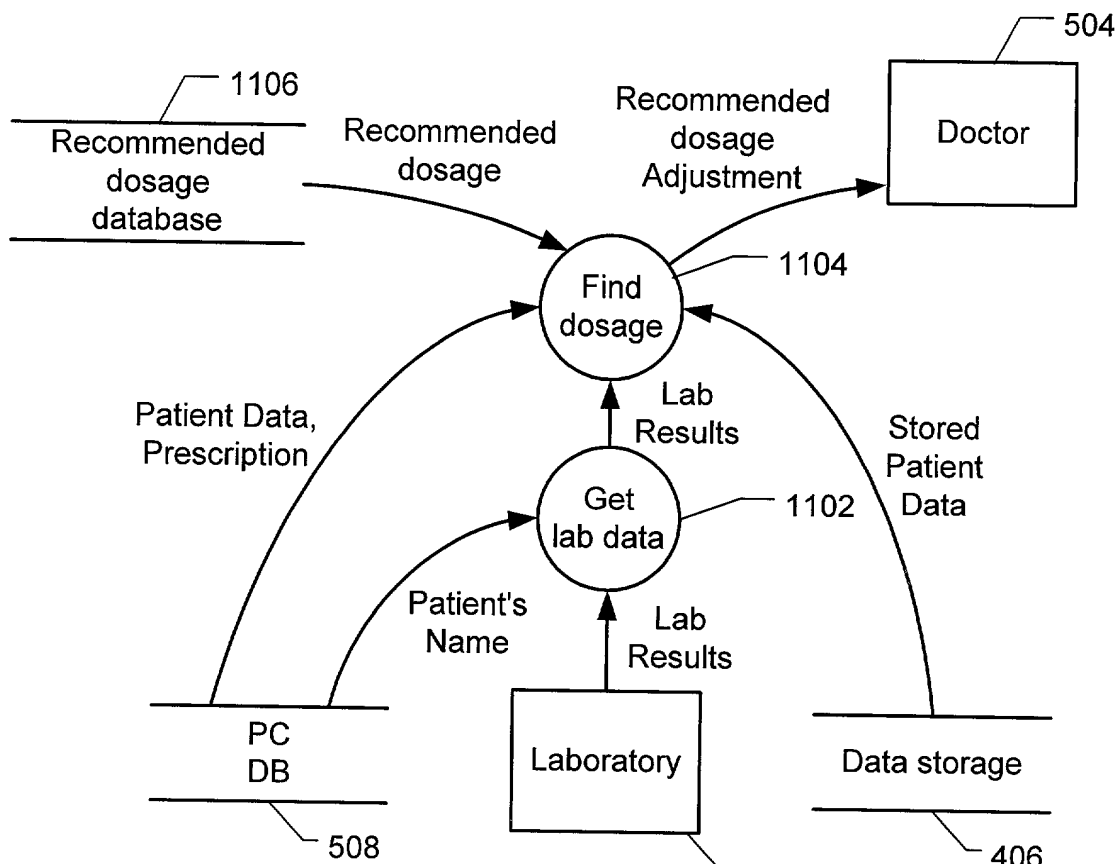 504
1106
Recommended
dosage
database
Recommended
dosage
Recommended
dosage
Adjustment
Doctor
1104
Find
dosage
Patient Data,
Prescription
Lab
Results
Stored
Patient
Data
Get
lab data
1102
Patient's
Name
Lab
Results
PC
DB
Laboratory
Data storage
508
406